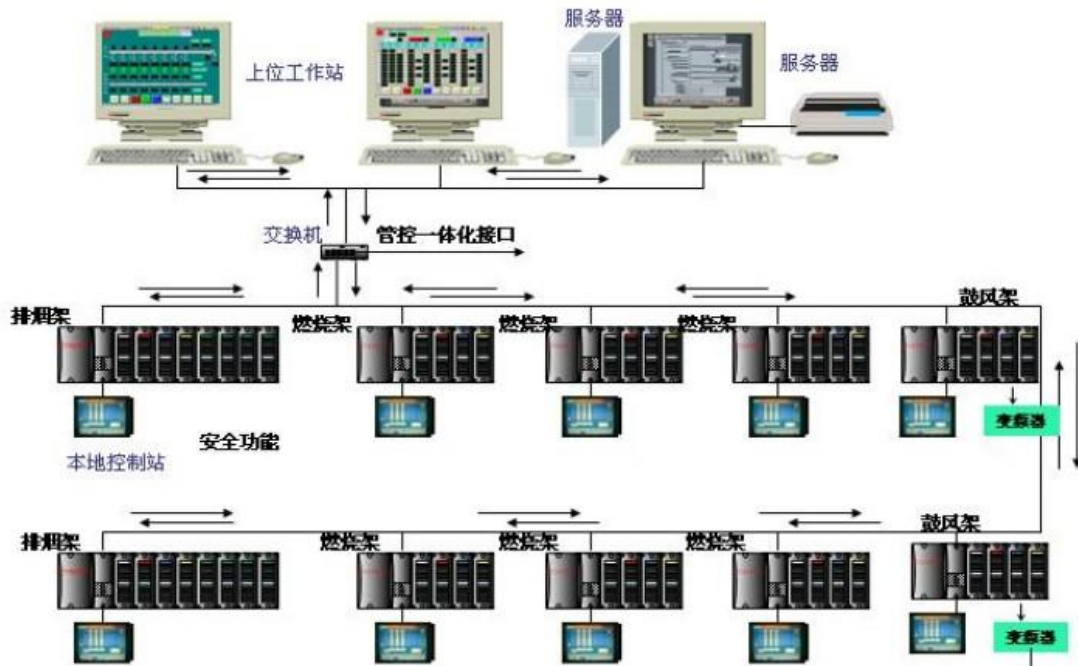 服务器
上位工作站
服务器
交换机
管控一体化接口
排烟架
燃烧架
燃烧架
燃烧架
鼓风架
变频器
安全功能
本地控制站
排烟架
燃烧架
燃烧架
燃烧架
鼓风架
变频器